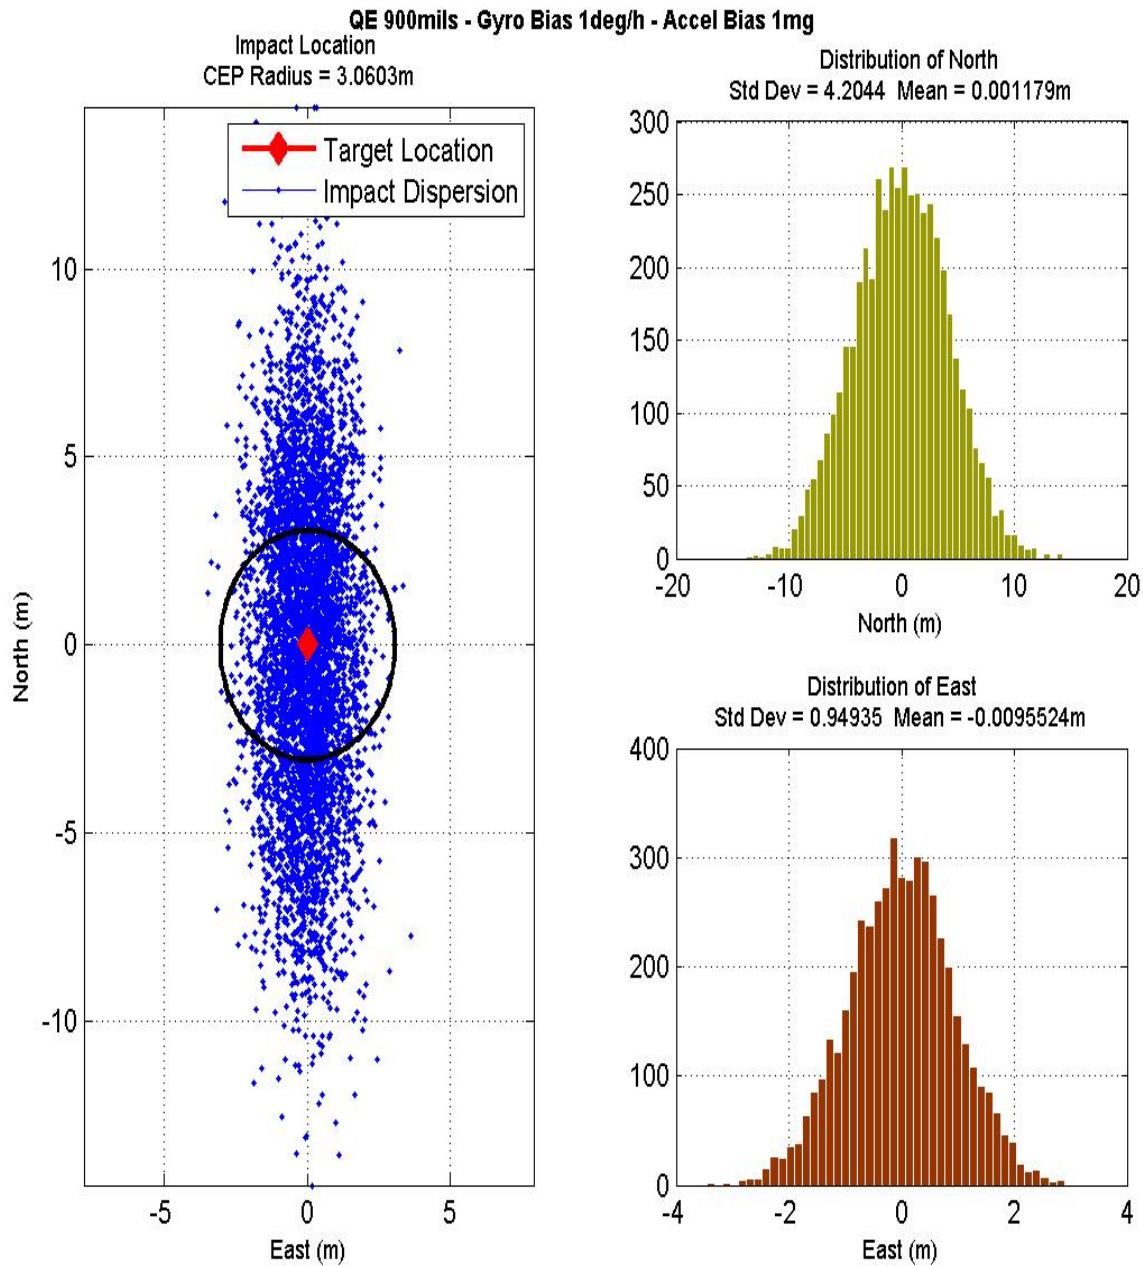 QE 900mils - Gyro Bias 1deg/h - Accel Bias 1mg
Impact Location
CEP Radius = 3.0603m
Target Location
Impact Dispersion
10
5
0
-5
-10
North (m)
-5
0
5
East (m)
Distribution of North
Std Dev = 4.2044 Mean = 0.001179m
300
250
200
150
100
50
0
-20
-10
0
10
20
North (m)
Distribution of East
Std Dev = 0.94935 Mean = -0.0095524m
400
300
200
100
0
-4
-2
0
2
4
East (m)